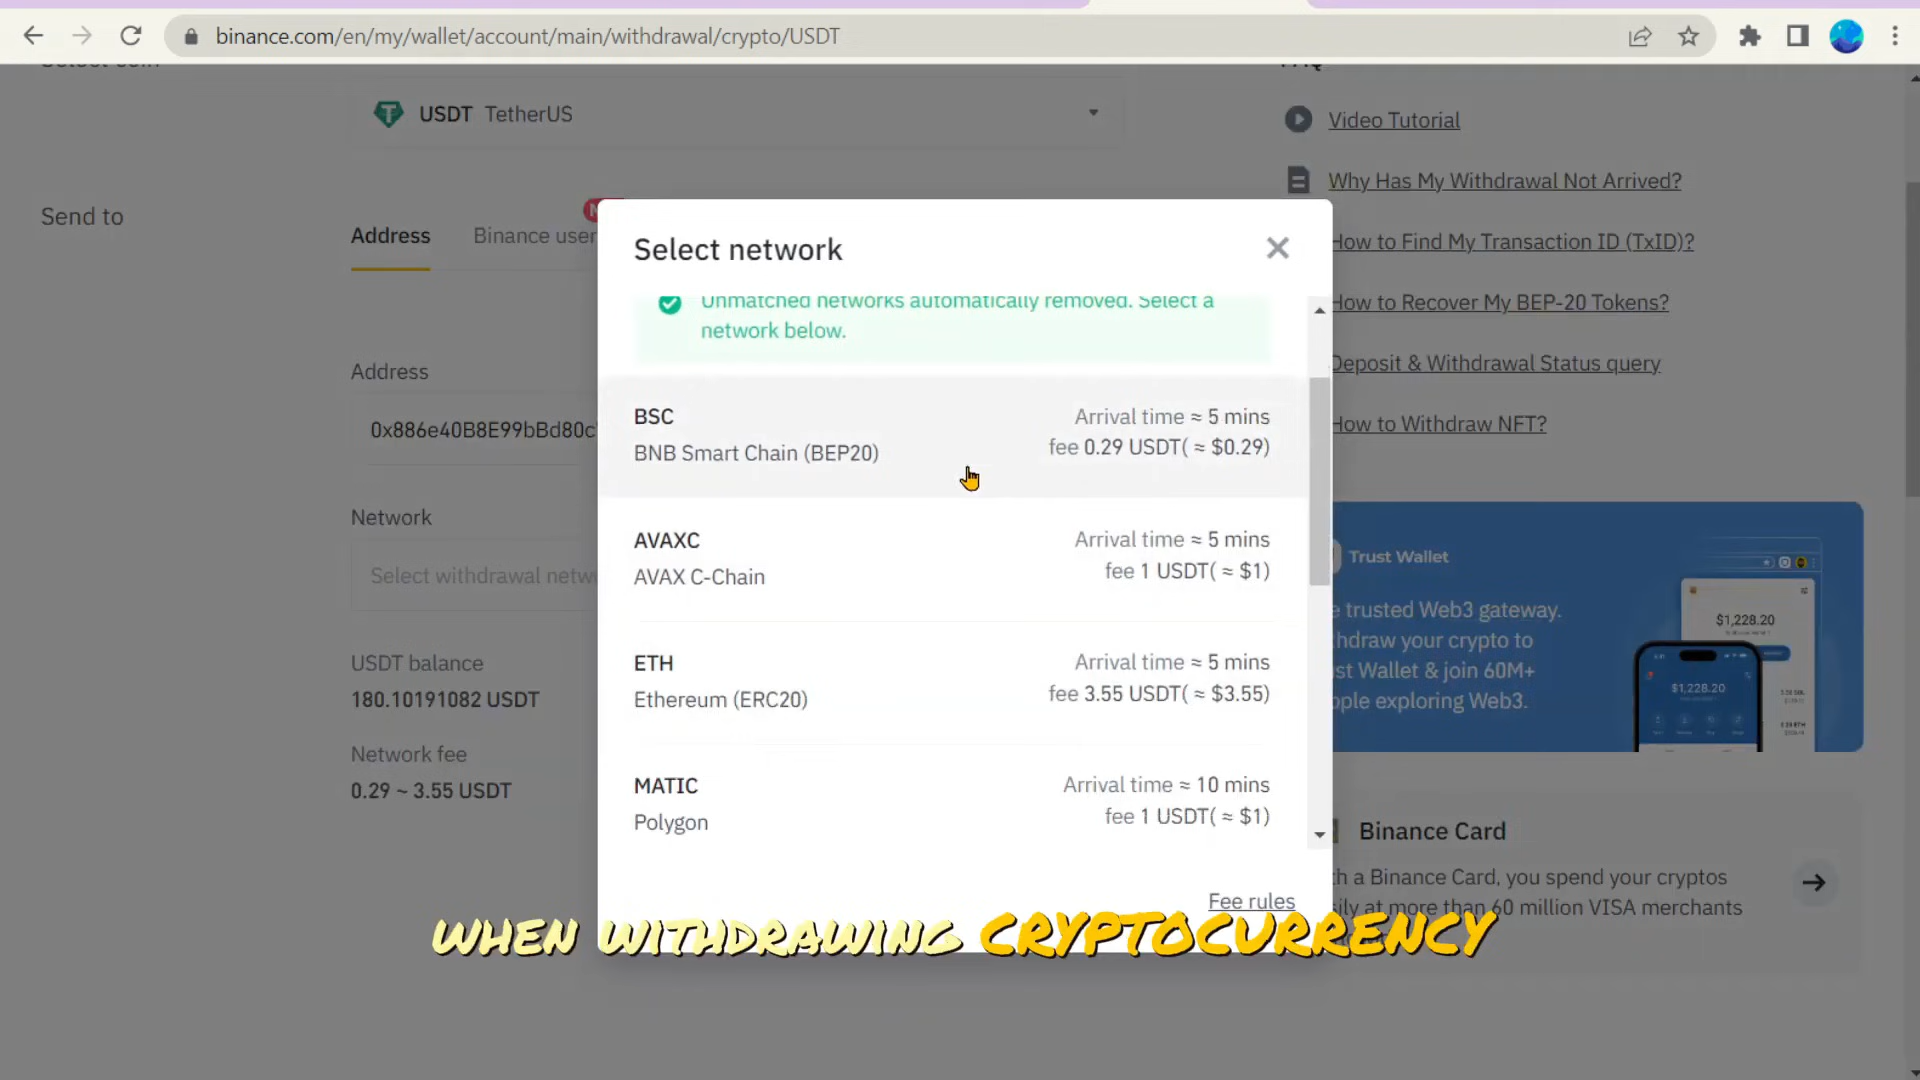 binance.com/en/my/wallet/account/main/withdrawal/crypto/USDT
USDT TetherUS
Send to
Address
Binance user
Address
0x886e40B8E99bBd80c
Network
Select withdrawal netw
USDT balance
180.10191082 USDT
Network fee
0.29 ~ 3.55 USDT
Select network
Unmatched networks automatically removed. Select a
network below.
BSC
Arrival time ≈ 5 mins
BNB Smart Chain (BEP20)
fee 0.29 USDT( ≈ $0.29)
AVAXC
Arrival time ≈ 5 mins
AVAX C-Chain
fee 1 USDT( ≈ $1)
ETH
Arrival time ≈ 5 mins
Ethereum (ERC20)
fee 3.55 USDT( ≈ $3.55)
MATIC
Arrival time ≈ 10 mins
Polygon
fee 1 USDT( ≈ $1)
Fee rules
WHEN WITHDRAWING CRYPTOCURRENCY
Video Tutorial
Why Has My Withdrawal Not Arrived?
How to Find My Transaction ID (TxID)?
How to Recover My BEP-20 Tokens?
Deposit & Withdrawal Status query
How to Withdraw NFT?
Trust Wallet
e trusted Web3 gateway.
hdraw your crypto to
st Wallet & join 60M+
ple exploring Web3.
$1,228.20
$1,228.20
Binance Card
h a Binance Card, you spend your cryptos
ily at more than 60 million VISA merchants